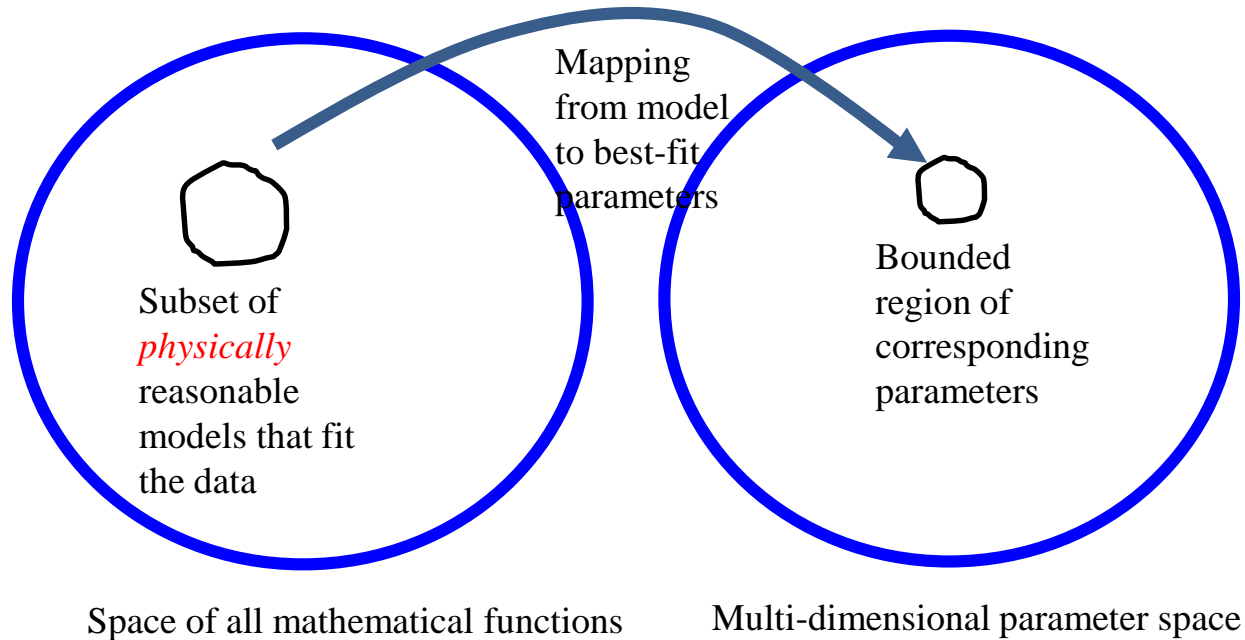 Mapping
from model
to best-fit
parameters
Subset of
physically
reasonable
models that fit
the data
Bounded
region of
corresponding
parameters
Space of all mathematical functions
Multi-dimensional parameter space